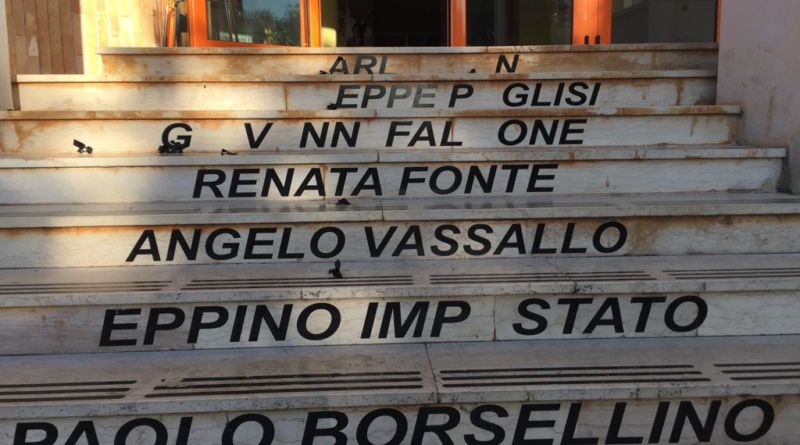 ARL N
EPPE P GLISI
G V NN FAL ONE
RENATA FONTE
ANGELO VASSALLO
EPPINO IMP STATO
PAOLO BORSELLINO